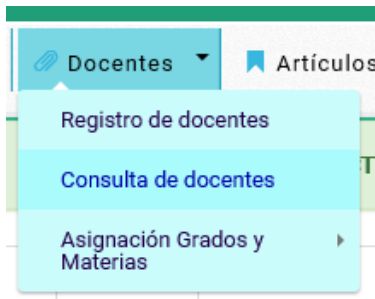 Docentes
Artículos
Registro de docentes
Consulta de docentes
Asignación Grados y
Materias